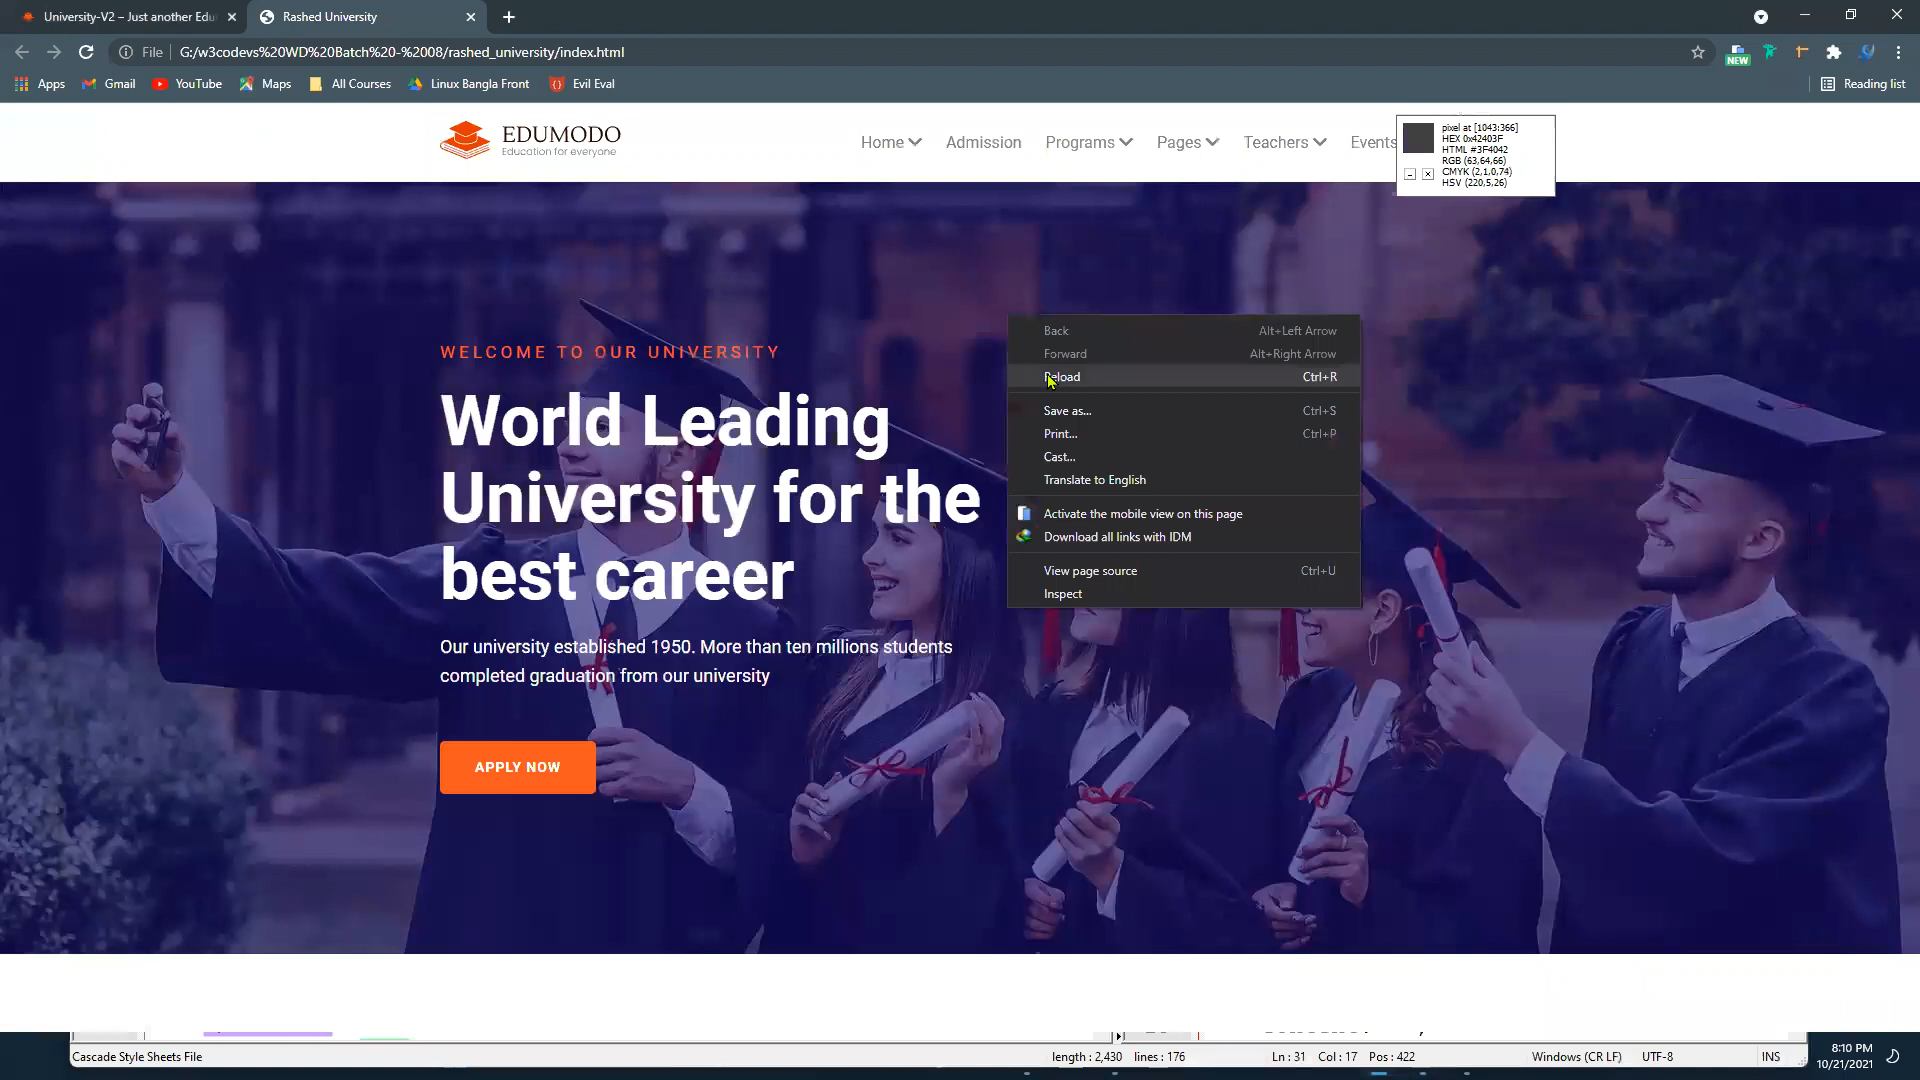 University-V2 – Just another Edu
Rashed University
File
G:/w3codevs%20WD%20Batch%20-%2008/rashed_university/index.html
NEW
Apps
Gmail
YouTube
Maps
All Courses
Linux Bangla Front
Evil Eval
Reading list
EDUMODO
Education for everyone
Home
Admission
Programs
Pages
Teachers
Events
pixel at [1043:366]
HEX 0x42403F
HTML #3F4042
RGB (63,64,66)
CMYK (2,1,0,74)
HSV (220,5,26)
WELCOME TO OUR UNIVERSITY
World Leading
University for the
best career
Our university established 1950. More than ten millions students
completed graduation from our university
APPLY NOW
Back Alt+Left Arrow
Forward Alt+Right Arrow
Reload Ctrl+R
Save as... Ctrl+S
Print... Ctrl+P
Cast...
Translate to English
Activate the mobile view on this page
Download all links with IDM
View page source Ctrl+U
Inspect
Cascade Style Sheets File
length : 2,430 lines : 176
Ln : 31 Col : 17 Pos : 422
Windows (CR LF)
UTF-8
INS
8:10 PM
10/21/2021